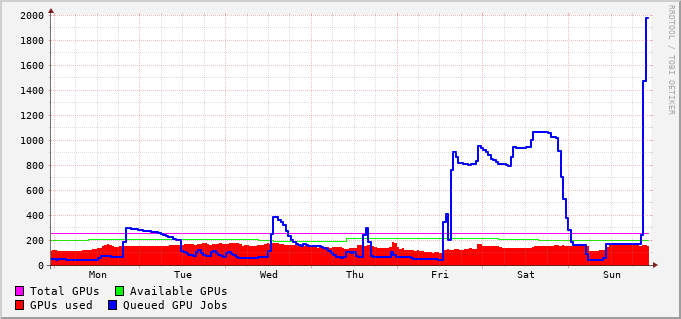 2000
1800
1600
1400
1200
1000
800
600
400
200
0
Mon Tue Wed Thu Fri Sat Sun
Total GPUs Available GPUs
GPUs used Queued GPU Jobs
RRDTOOL / TOBI OETIKER